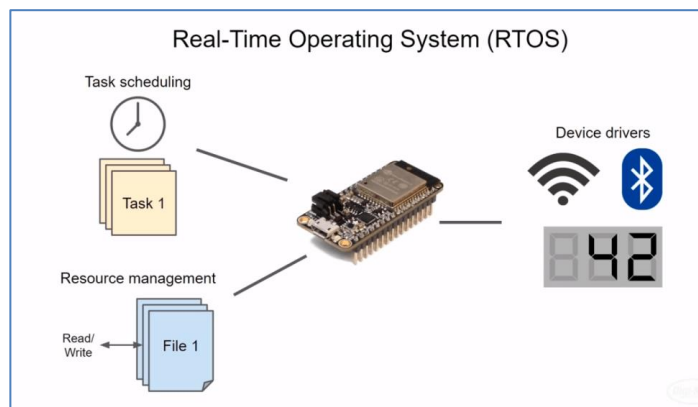 Real-Time Operating System (RTOS)
Task scheduling
Task 1
Device drivers
42
Resource management
Read/
Write
File 1